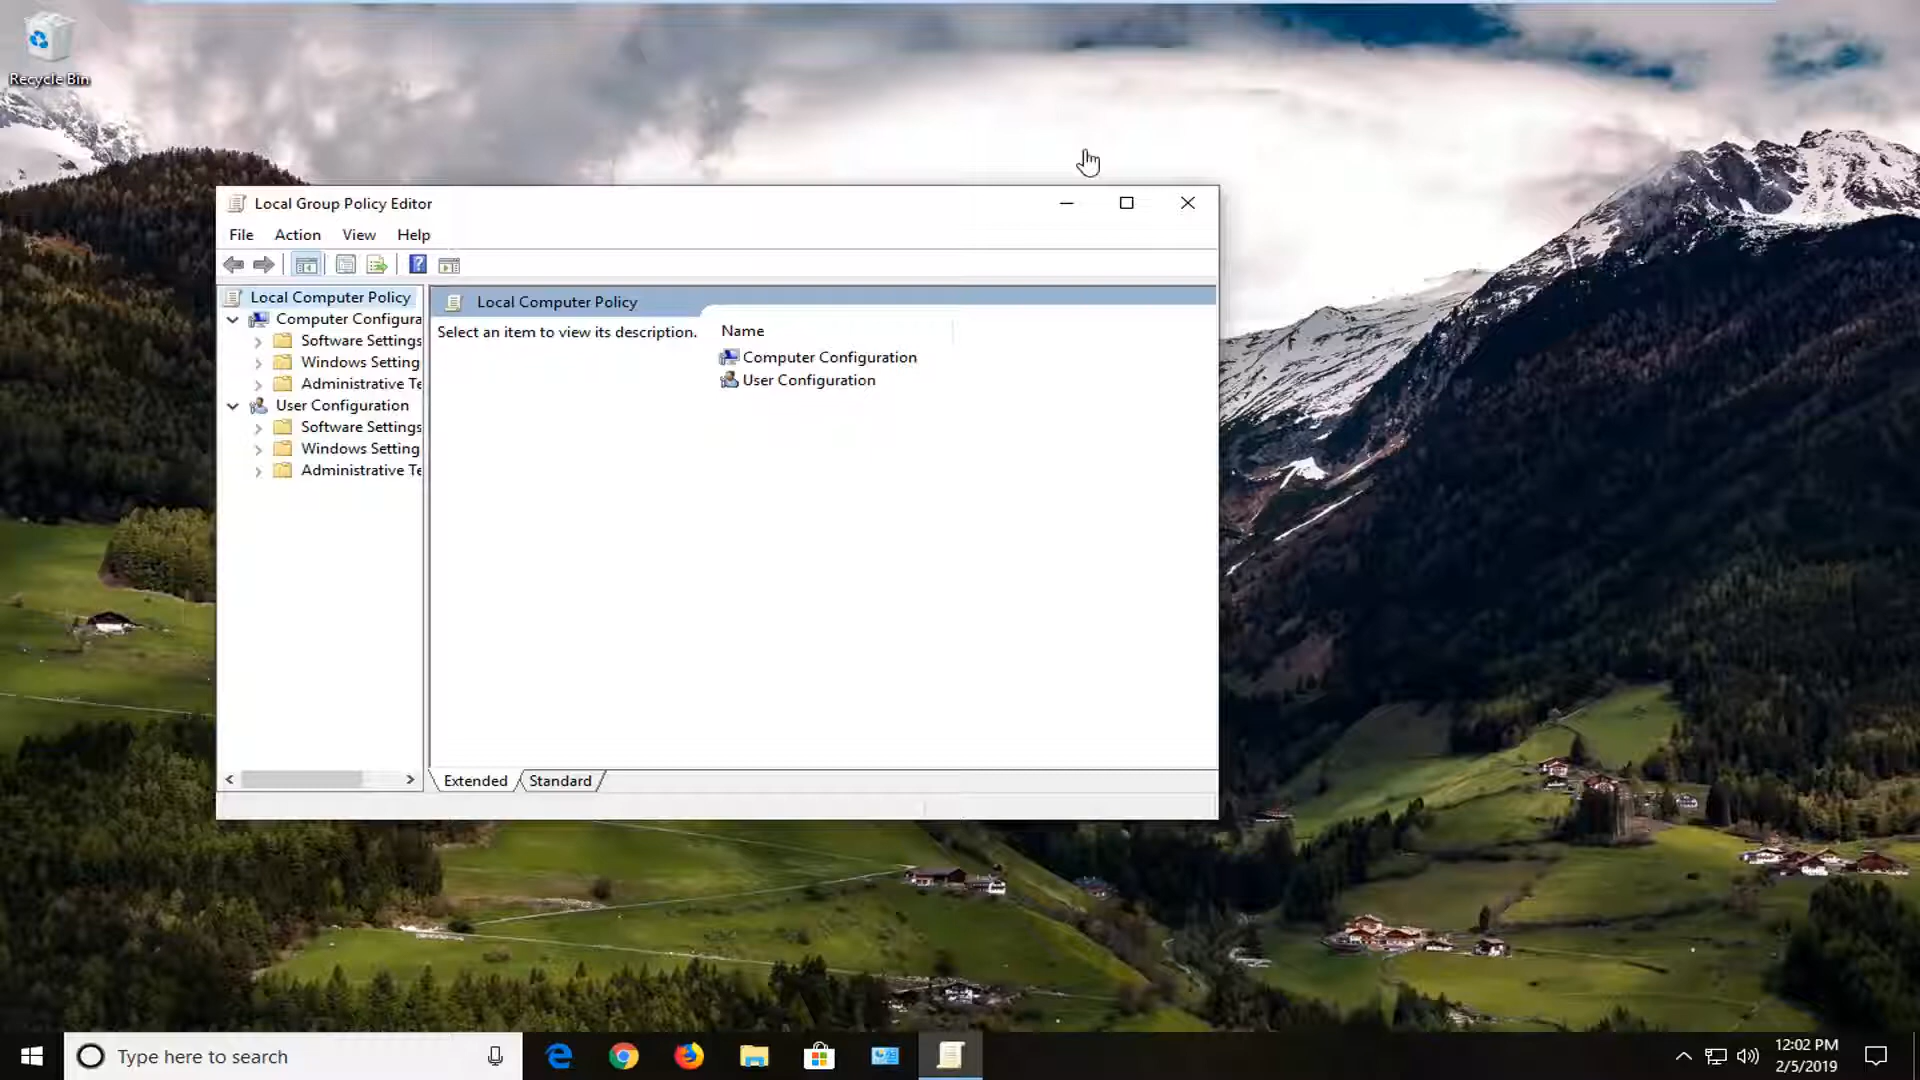 Recycle Bin
Local Group Policy Editor
File Action View Help
Local Computer Policy
Computer Configura
Software Settings
Windows Setting
Administrative Te
User Configuration
Software Settings
Windows Setting
Administrative Te
Local Computer Policy
Select an item to view its description.
Name
Computer Configuration
User Configuration
Extended Standard
Type here to search
12:02 PM
2/5/2019